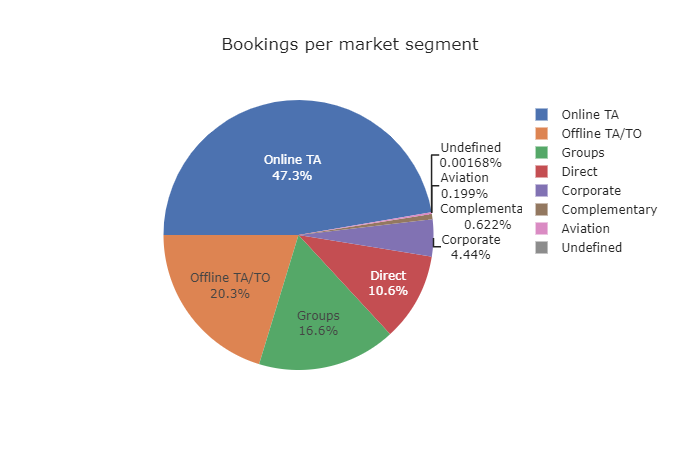 Bookings per market segment
Online TA
47.3%
Offline TA/TO
20.3%
Groups
16.6%
Direct
10.6%
Undefined
0.00168%
Aviation
0.199%
Complementa
0.622%
Corporate
4.44%
Online TA
Offline TA/TO
Groups
Direct
Corporate
Complementary
Aviation
Undefined